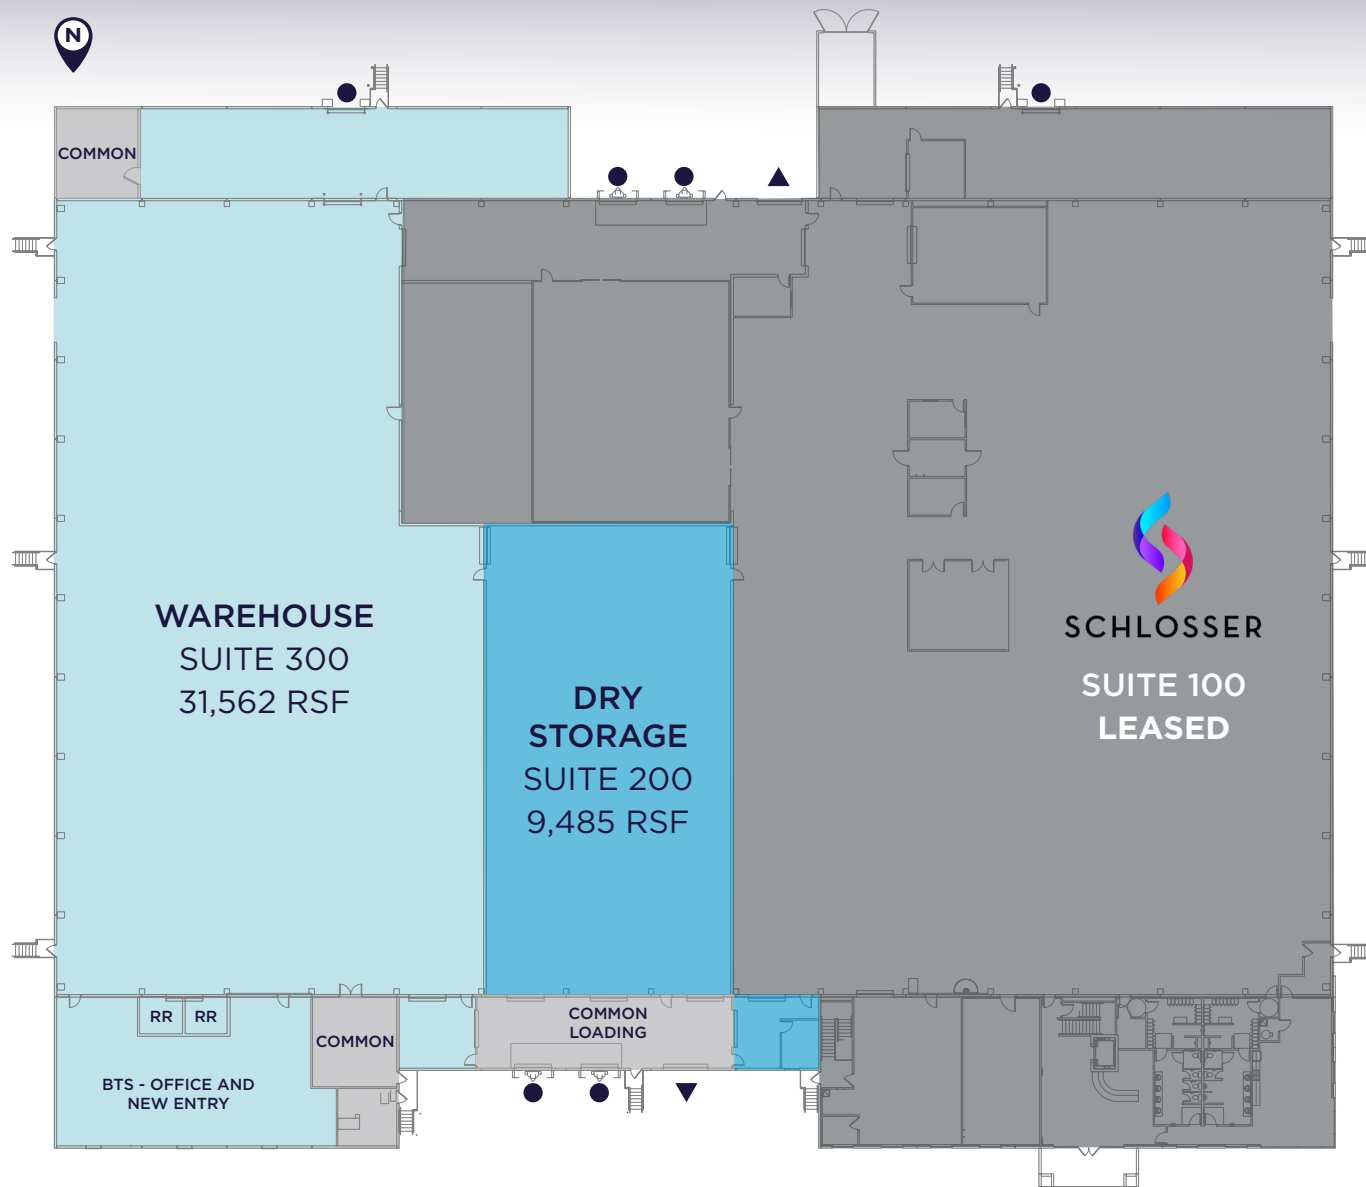 N
COMMON
WAREHOUSE
SUITE 300
31,562 RSF
DRY
STORAGE
SUITE 200
9,485 RSF
SCHLOSSER
SUITE 100
LEASED
RR
RR
COMMON
COMMON
LOADING
BTS - OFFICE AND
NEW ENTRY